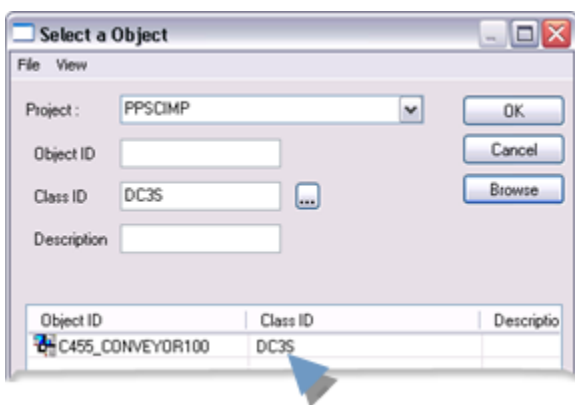 Select a Object
File View
Project : PPSCIMP OK
Object ID Cancel
Class ID DC3S ... Browse
Description
Object ID Class ID Descriptio
C455_CONVEYOR100 DC3S